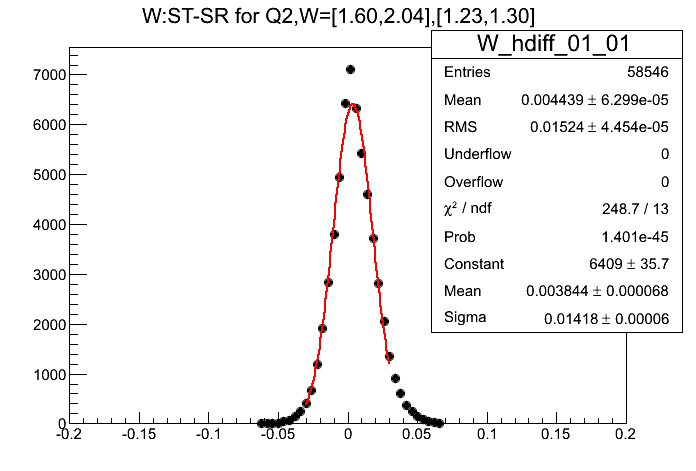 W:ST-SR for Q2,W=[1.60,2.04],[1.23,1.30]
W_hdiff_01_01
Entries 58546
Mean 0.004439 ± 6.299e-05
RMS 0.01524 ± 4.454e-05
Underflow 0
Overflow 0
χ² / ndf 248.7 / 13
Prob 1.401e-45
Constant 6409 ± 35.7
Mean 0.003844 ± 0.000068
Sigma 0.01418 ± 0.00006
7000
6000
5000
4000
3000
2000
1000
0
-0.2 -0.15 -0.1 -0.05 0 0.05 0.1 0.15 0.2